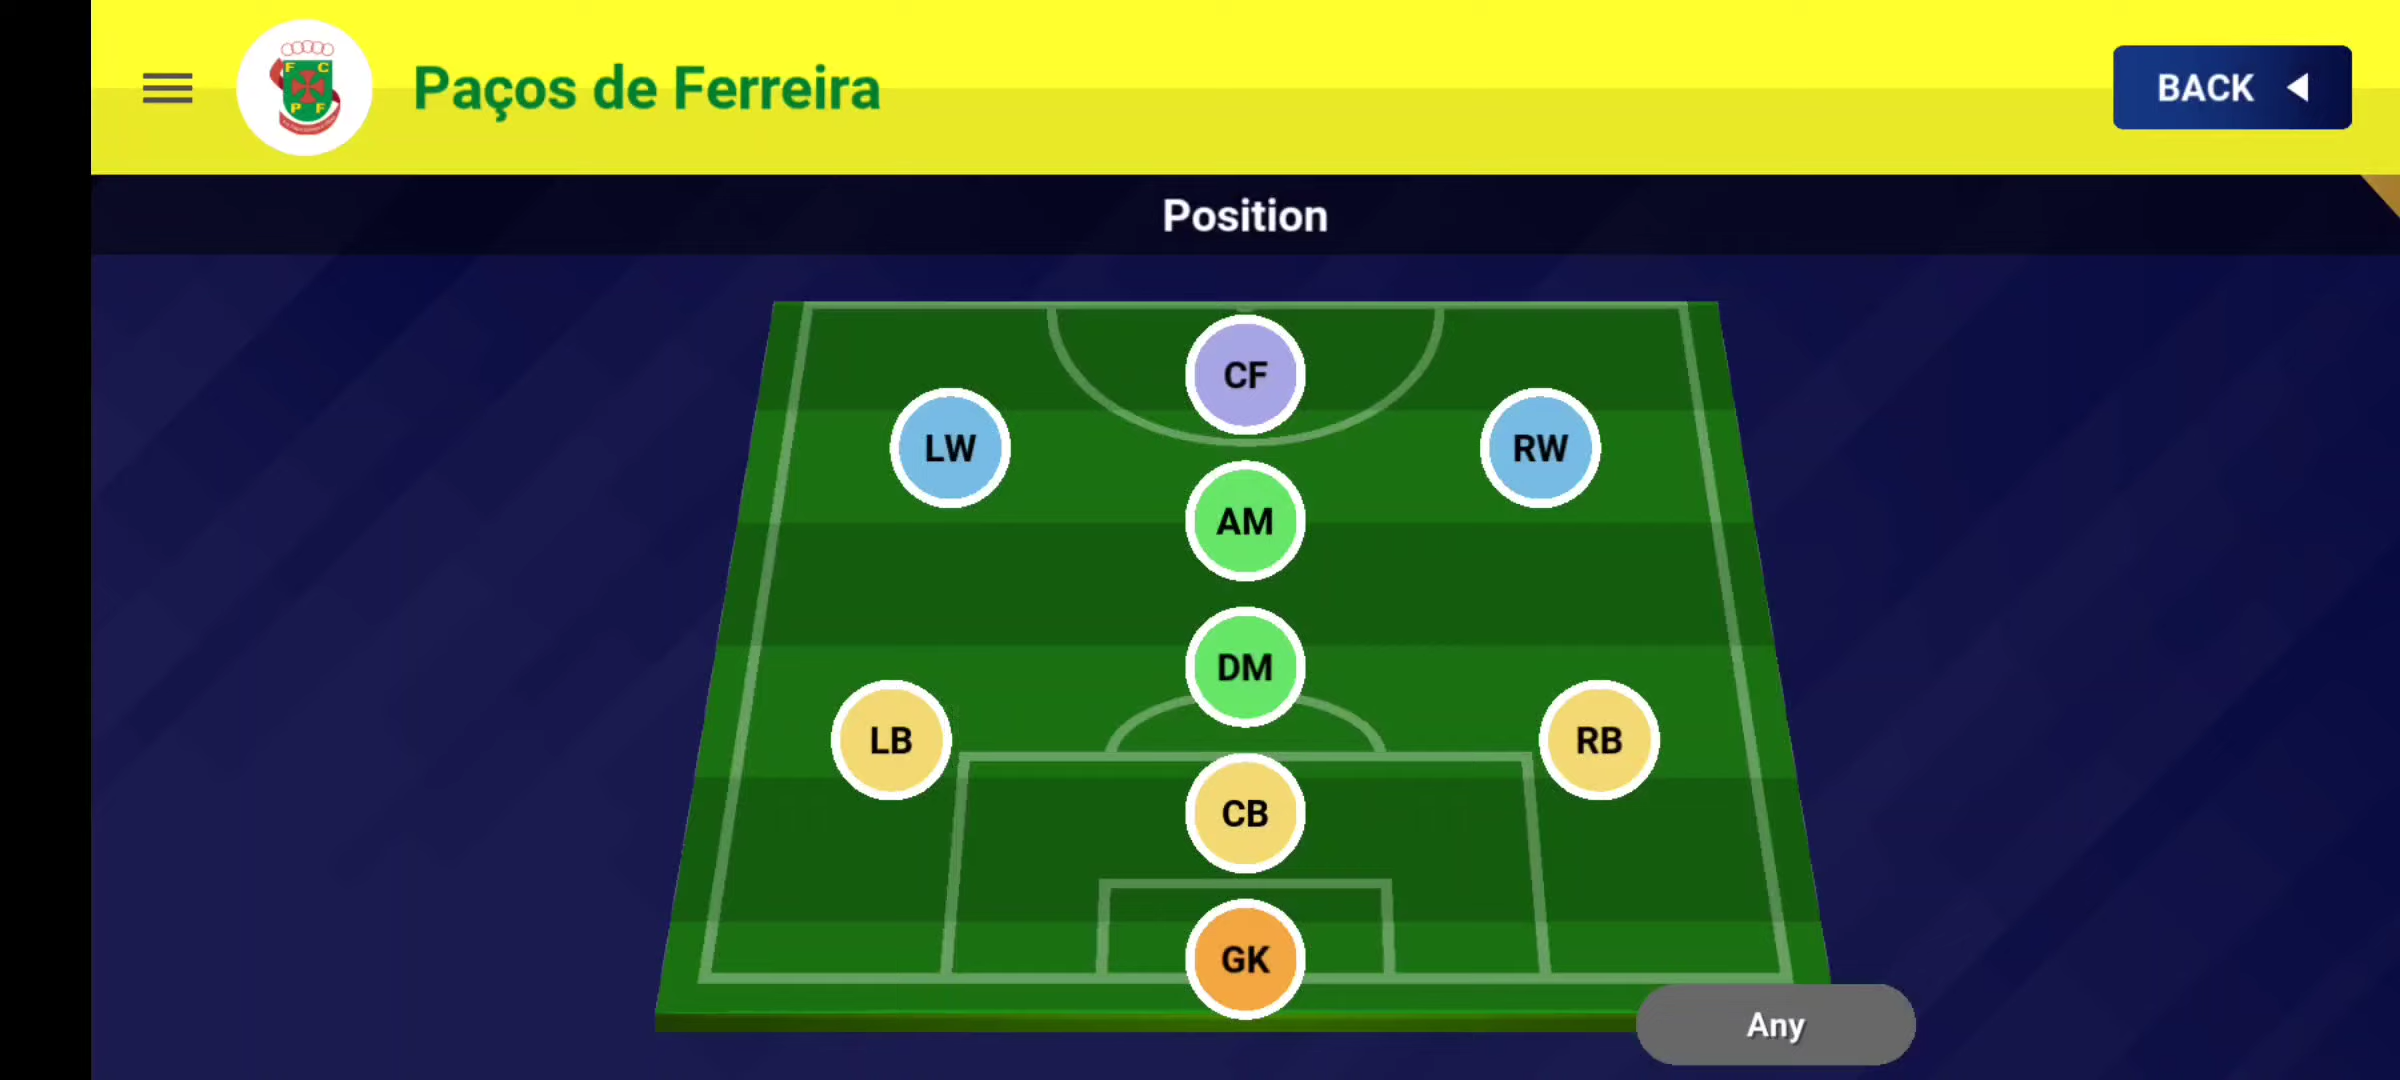 F C
P F
Paços de Ferreira
BACK
Position
CF
LW
RW
AM
DM
LB
RB
CB
GK
Any